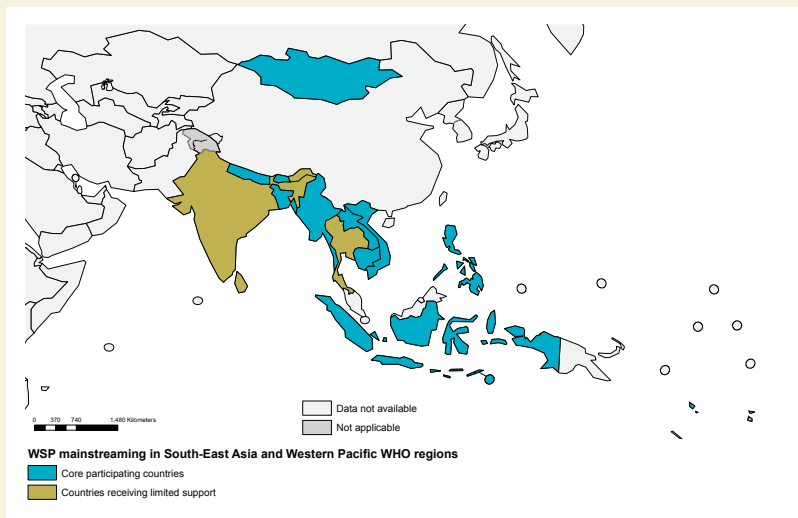 0 370 740 1,480 Kilometers
Data not available
Not applicable
WSP mainstreaming in South-East Asia and Western Pacific WHO regions
Core participating countries
Countries receiving limited support